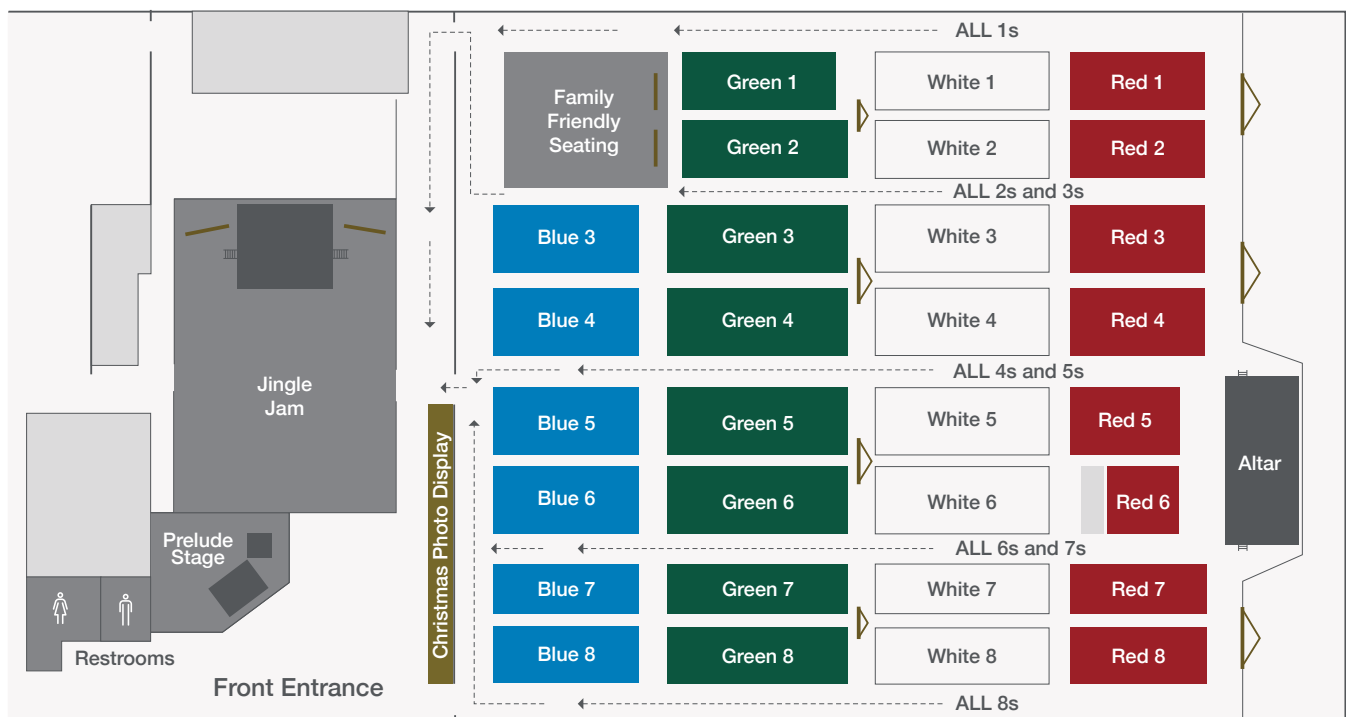 ALL 1s
Family
Friendly
Seating
Green 1
White 1
Red 1
Green 2
White 2
Red 2
ALL 2s and 3s
Blue 3
Green 3
White 3
Red 3
Blue 4
Green 4
White 4
Red 4
ALL 4s and 5s
Jingle
Jam
Blue 5
Green 5
White 5
Red 5
Altar
Christmas Photo Display
Blue 6
Green 6
White 6
Red 6
Prelude
Stage
ALL 6s and 7s
Blue 7
Green 7
White 7
Red 7
Restrooms
Blue 8
Green 8
White 8
Red 8
Front Entrance
ALL 8s